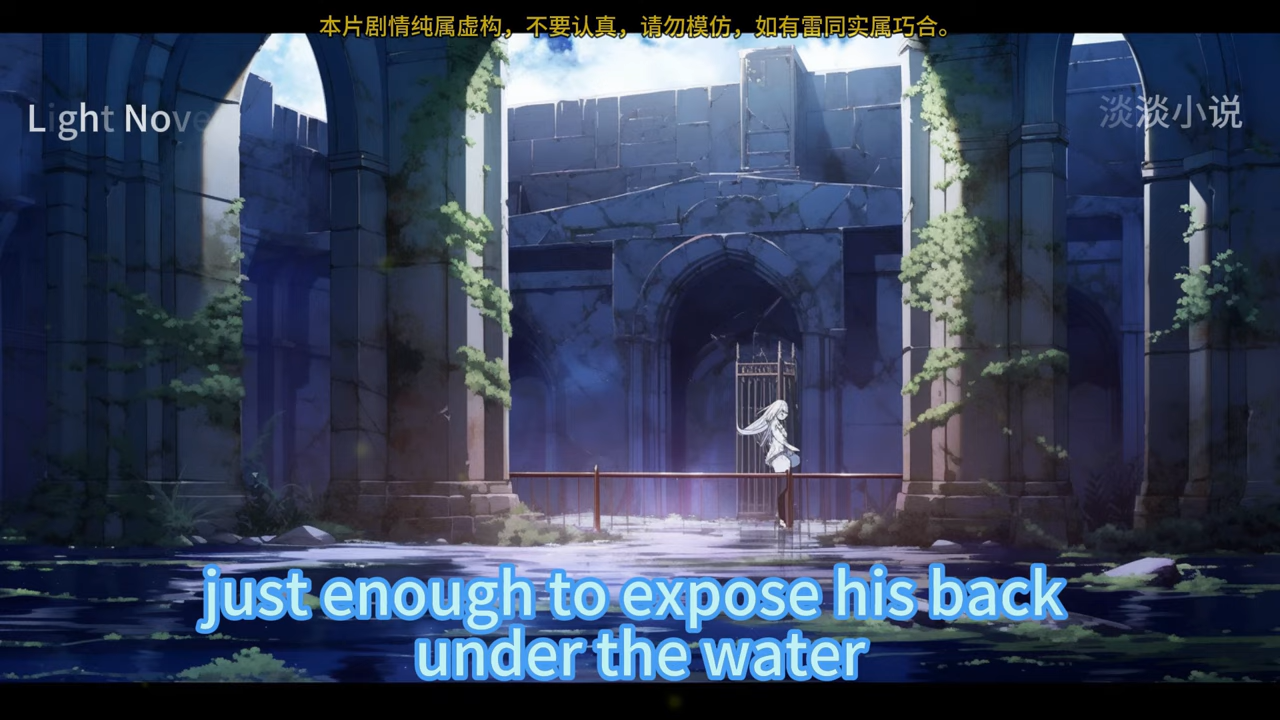 本片剧情纯属虚构，不要认真，请勿模仿，如有雷同实属巧合。
Light Nove
淡淡小说
just enough to expose his back
under the water